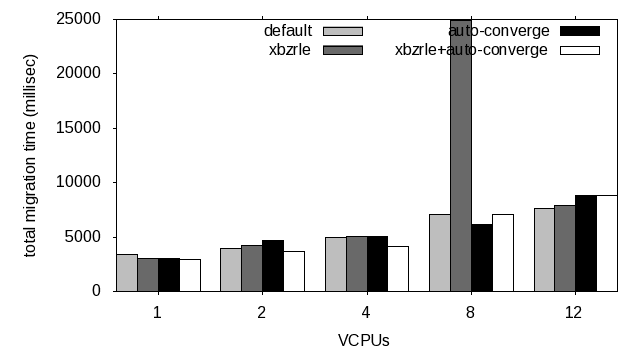 25000
20000
15000
10000
5000
0
total migration time (millisec)
default
xbzrle
auto-converge
xbzrle+auto-converge
1 2 4 8 12
VCPUs